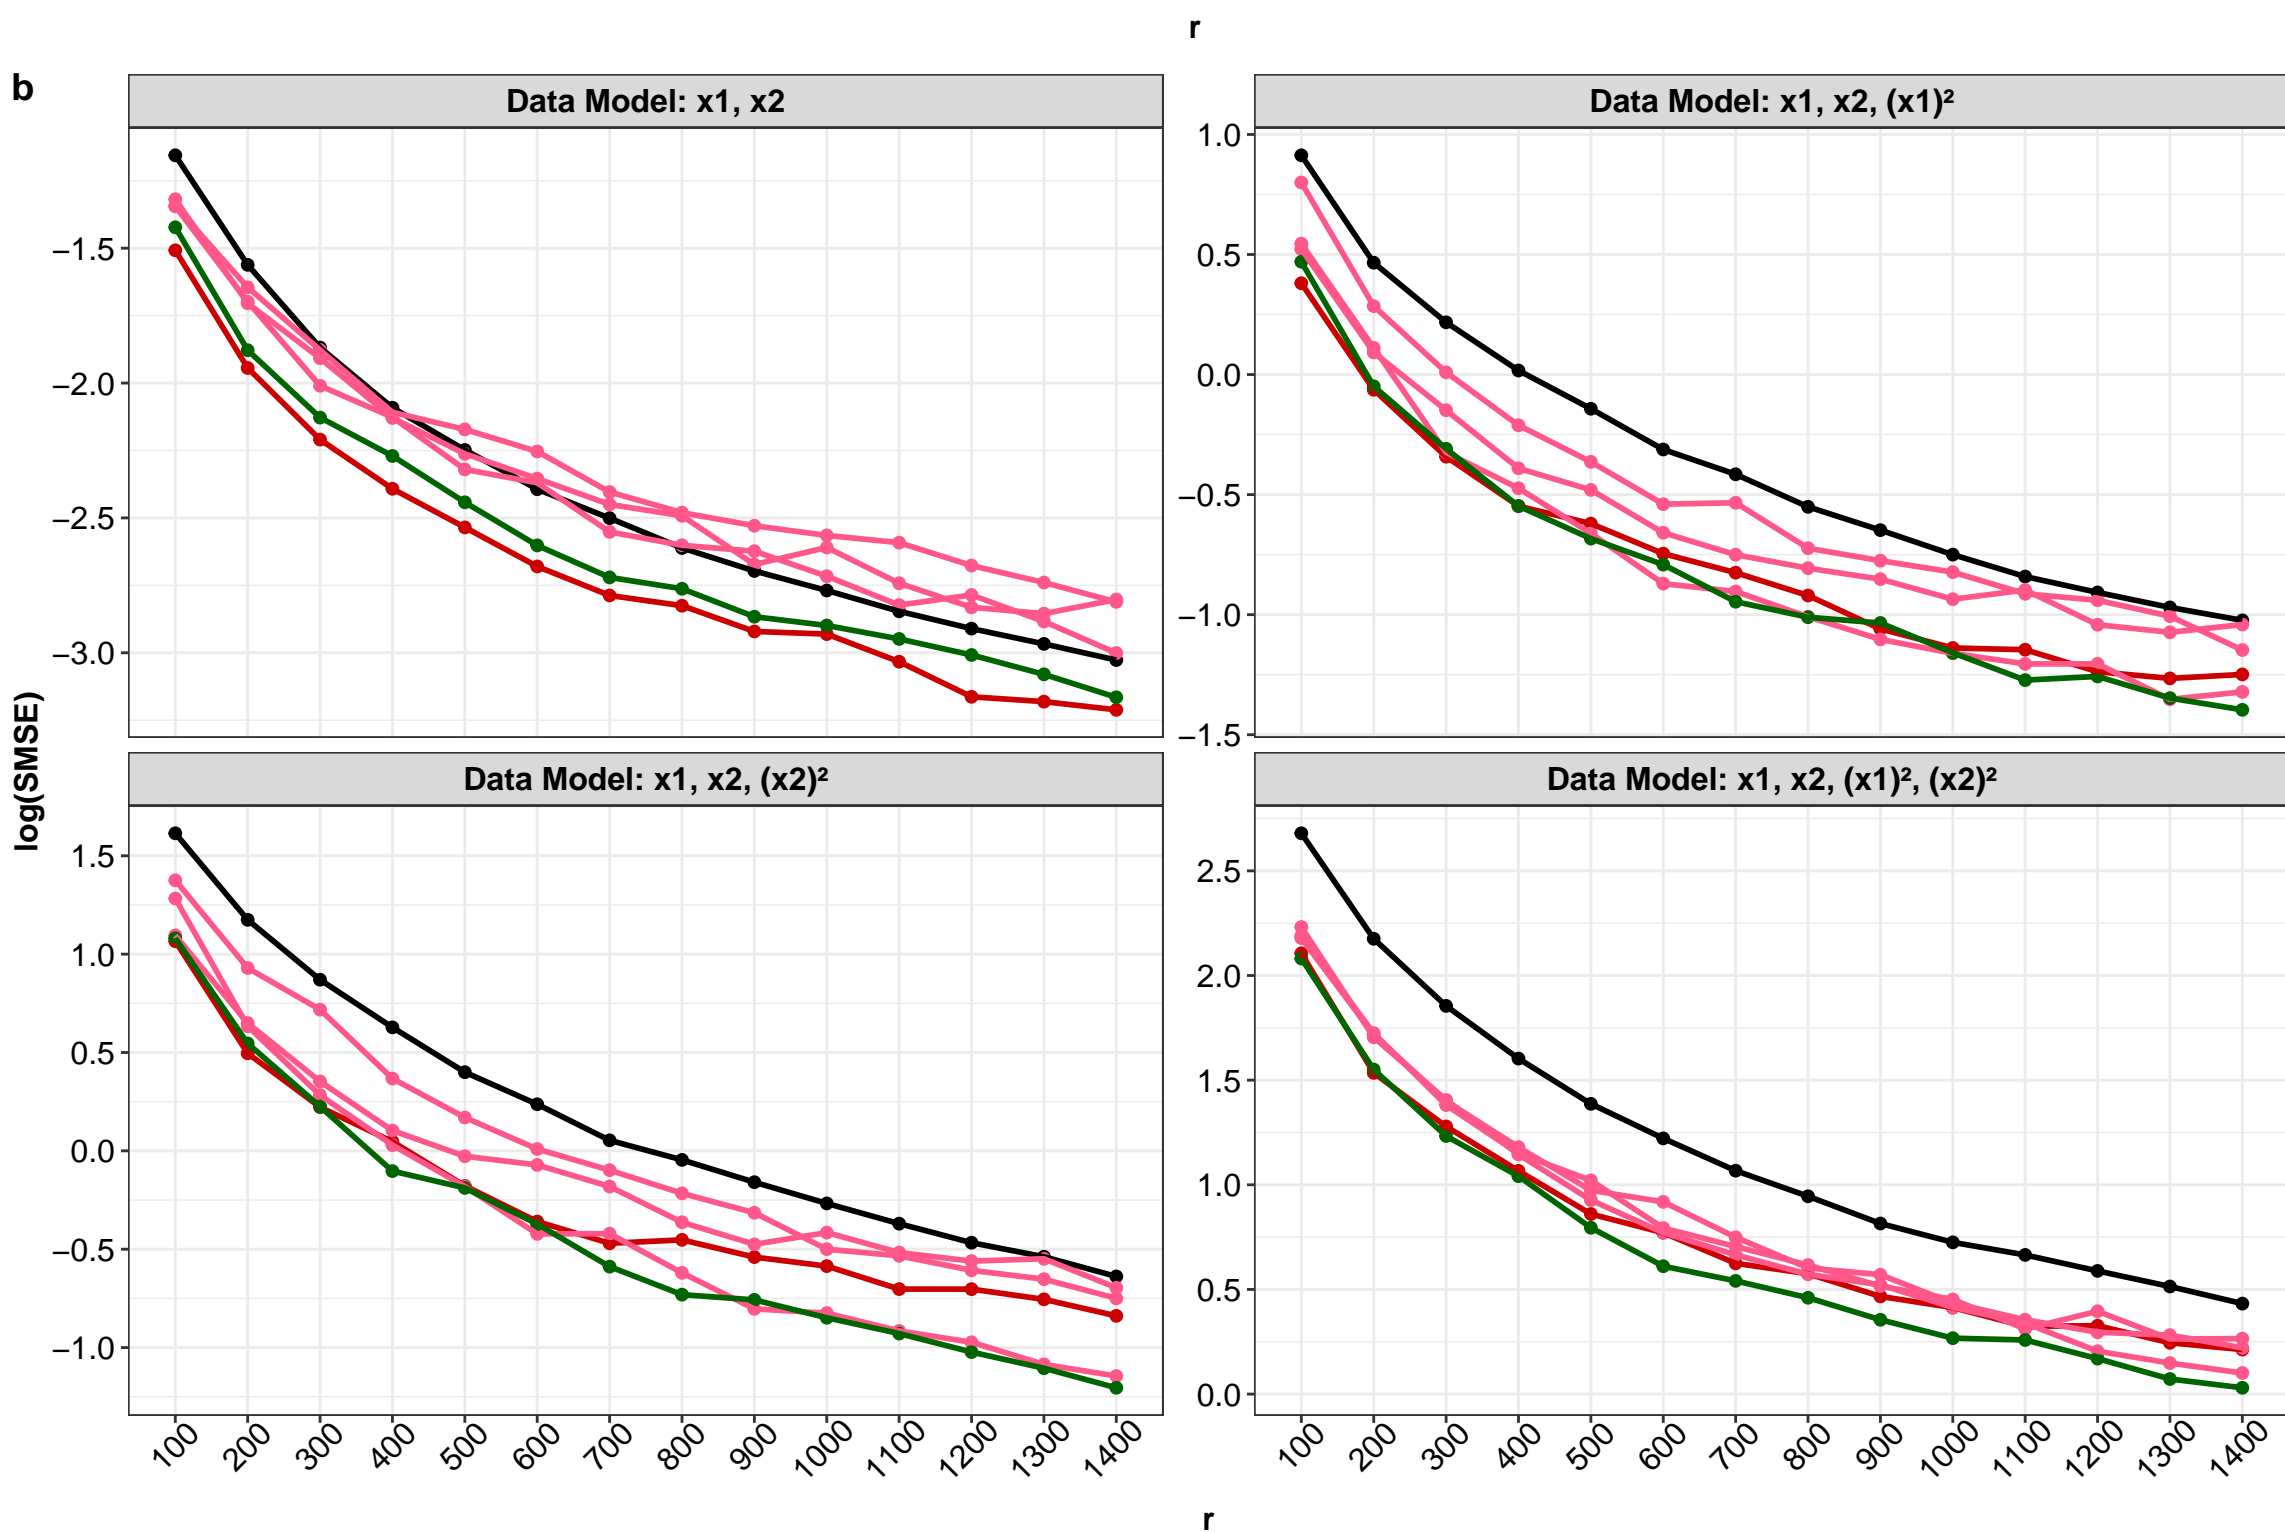 r
b
Data Model: x1, x2
Data Model: x1, x2, (x1)²
−1.5
−2.0
−2.5
−3.0
1.0
0.5
0.0
−0.5
−1.0
−1.5
log(SMSE)
Data Model: x1, x2, (x2)²
Data Model: x1, x2, (x1)², (x2)²
1.5
1.0
0.5
0.0
−0.5
−1.0
2.5
2.0
1.5
1.0
0.5
0.0
100 200 300 400 500 600 700 800 900 1000 1100 1200 1300 1400
100 200 300 400 500 600 700 800 900 1000 1100 1200 1300 1400
r